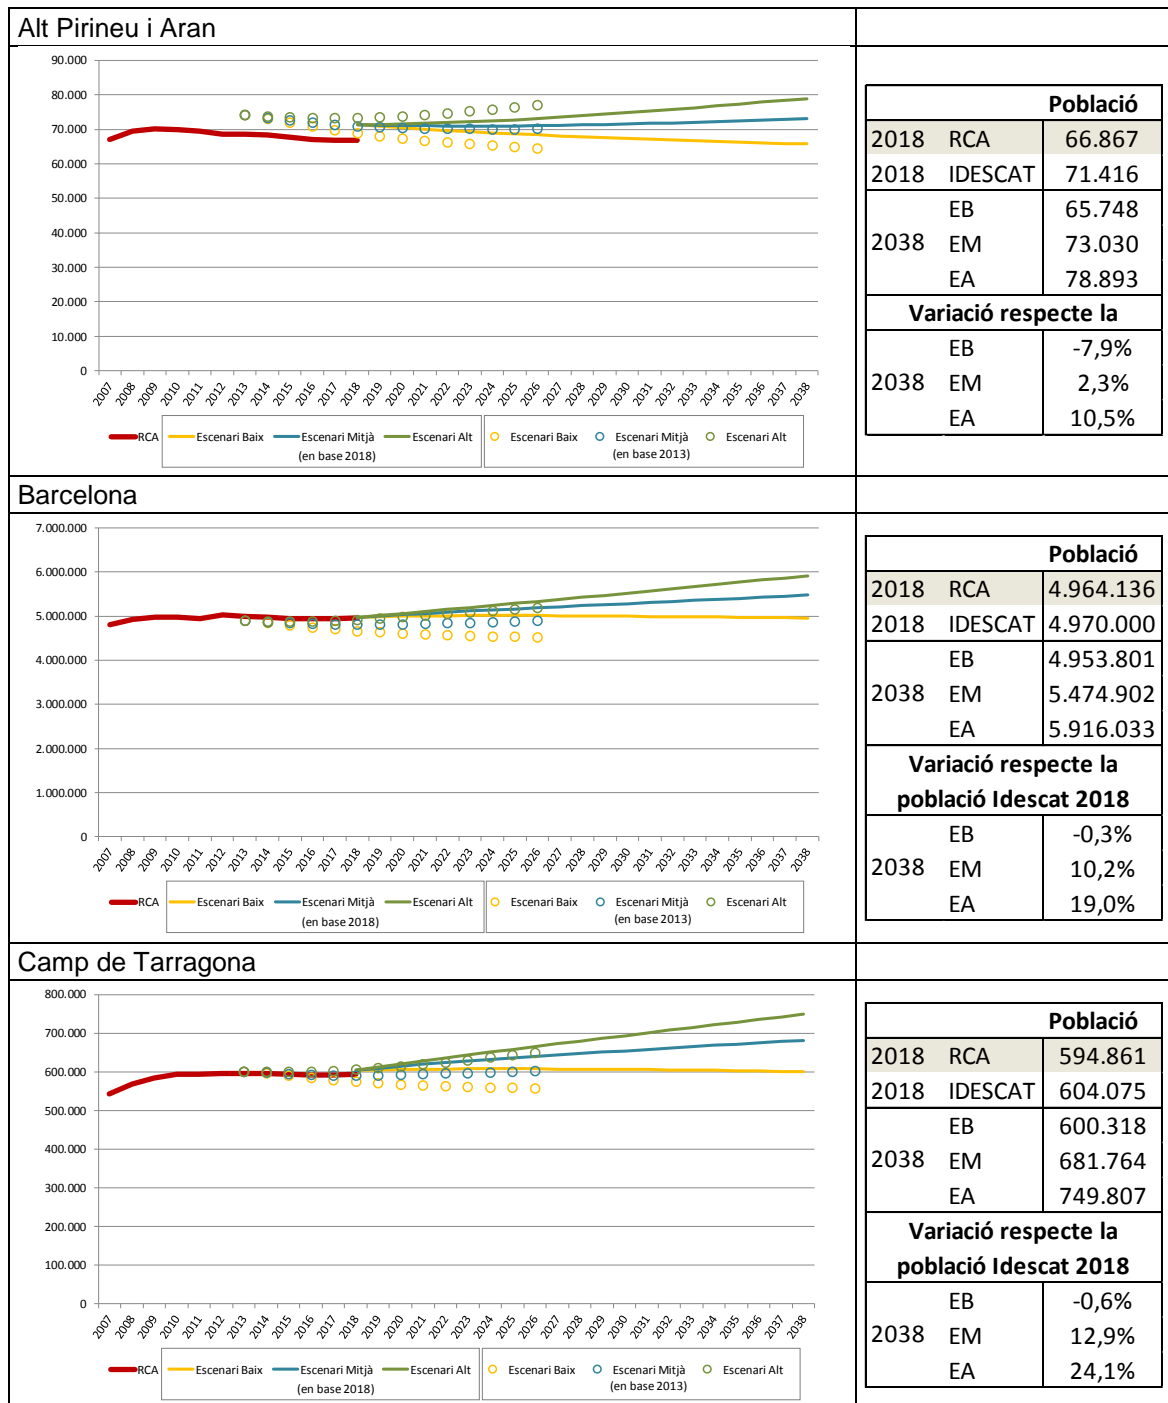 Alt Pirineu i Aran
90.000
80.000
70.000
60.000
50.000
40.000
30.000
20.000
10.000
0
2007 2008 2009 2010 2011 2012 2013 2014 2015 2016 2017 2018 2019 2020 2021 2022 2023 2024 2025 2026 2027 2028 2029 2030 2031 2032 2033 2034 2035 2036 2037 2038
RCA Escenari Baix Escenari Mitjà Escenari Alt Escenari Baix Escenari Mitjà Escenari Alt
(en base 2018) (en base 2013)
Població
2018 RCA 66.867
2018 IDESCAT 71.416
EB 65.748
2038 EM 73.030
EA 78.893
Variació respecte la
EB -7,9%
2038 EM 2,3%
EA 10,5%
Barcelona
7.000.000
6.000.000
5.000.000
4.000.000
3.000.000
2.000.000
1.000.000
0
2007 2008 2009 2010 2011 2012 2013 2014 2015 2016 2017 2018 2019 2020 2021 2022 2023 2024 2025 2026 2027 2028 2029 2030 2031 2032 2033 2034 2035 2036 2037 2038
RCA Escenari Baix Escenari Mitjà Escenari Alt Escenari Baix Escenari Mitjà Escenari Alt
(en base 2018) (en base 2013)
Població
2018 RCA 4.964.136
2018 IDESCAT 4.970.000
EB 4.953.801
2038 EM 5.474.902
EA 5.916.033
Variació respecte la
població Idescat 2018
EB -0,3%
2038 EM 10,2%
EA 19,0%
Camp de Tarragona
800.000
700.000
600.000
500.000
400.000
300.000
200.000
100.000
0
2007 2008 2009 2010 2011 2012 2013 2014 2015 2016 2017 2018 2019 2020 2021 2022 2023 2024 2025 2026 2027 2028 2029 2030 2031 2032 2033 2034 2035 2036 2037 2038
RCA Escenari Baix Escenari Mitjà Escenari Alt Escenari Baix Escenari Mitjà Escenari Alt
(en base 2018) (en base 2013)
Població
2018 RCA 594.861
2018 IDESCAT 604.075
EB 600.318
2038 EM 681.764
EA 749.807
Variació respecte la
població Idescat 2018
EB -0,6%
2038 EM 12,9%
EA 24,1%